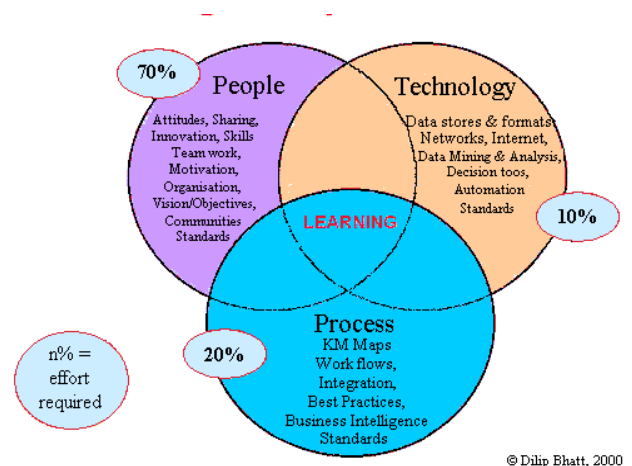 70%
People
Attitudes, Sharing,
Innovation, Skills
Team work,
Motivation,
Organisation,
Vision/Objectives,
Communities
Standards
Technology
Data stores & formats
Networks, Internet,
Data Mining & Analysis,
Decision toos,
Automation
Standards
10%
LEARNING
Process
KM Maps
Work flows,
Integration,
Best Practices,
Business Intelligence
Standards
20%
n% =
effort
required
© Dilip Bhatt, 2000